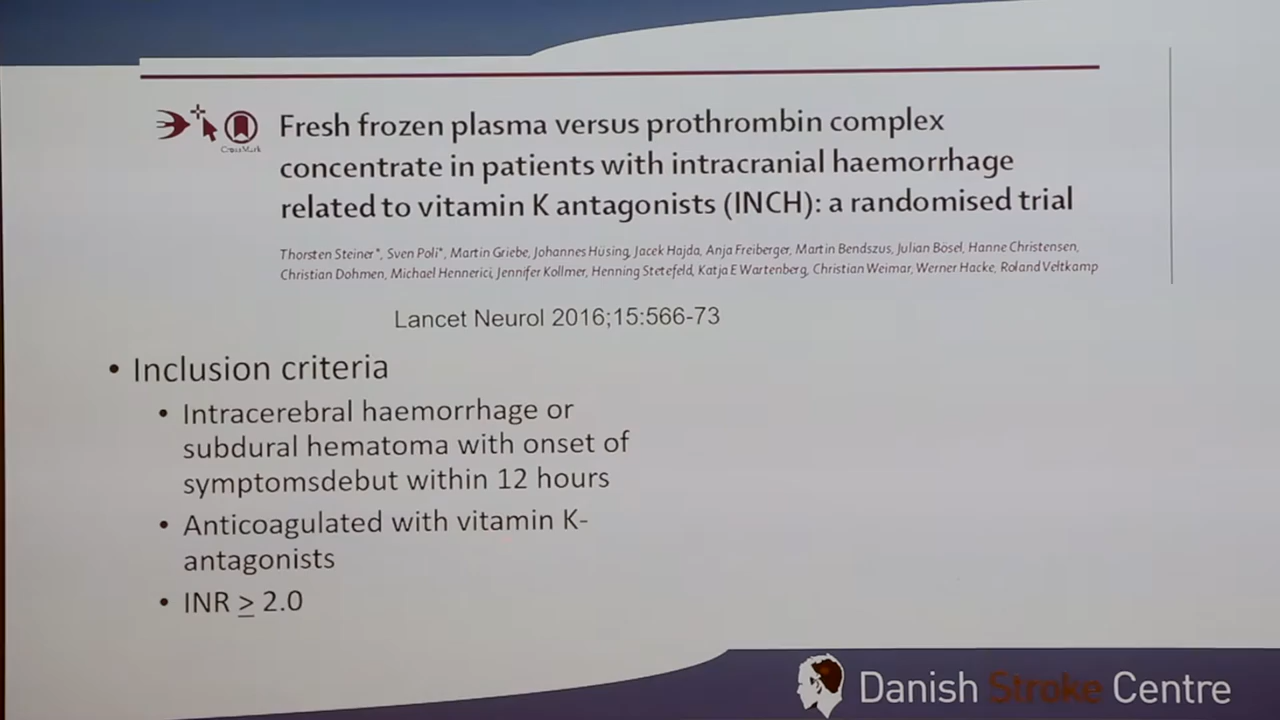 CrossMark
Fresh frozen plasma versus prothrombin complex
concentrate in patients with intracranial haemorrhage
related to vitamin K antagonists (INCH): a randomised trial
Thorsten Steiner*, Sven Poli*, Martin Griebe, Johannes Hüsing, Jacek Hajda, Anja Freiberger, Martin Bendszus, Julian Bösel, Hanne Christensen,
Christian Dohmen, Michael Hennerici, Jennifer Kollmer, Henning Stetefeld, Katja E Wartenberg, Christian Weimar, Werner Hacke, Roland Veltkamp
Lancet Neurol 2016;15:566-73
• Inclusion criteria
• Intracerebral haemorrhage or
subdural hematoma with onset of
symptomsdebut within 12 hours
• Anticoagulated with vitamin K-
antagonists
• INR ≥ 2.0
Danish Stroke Centre